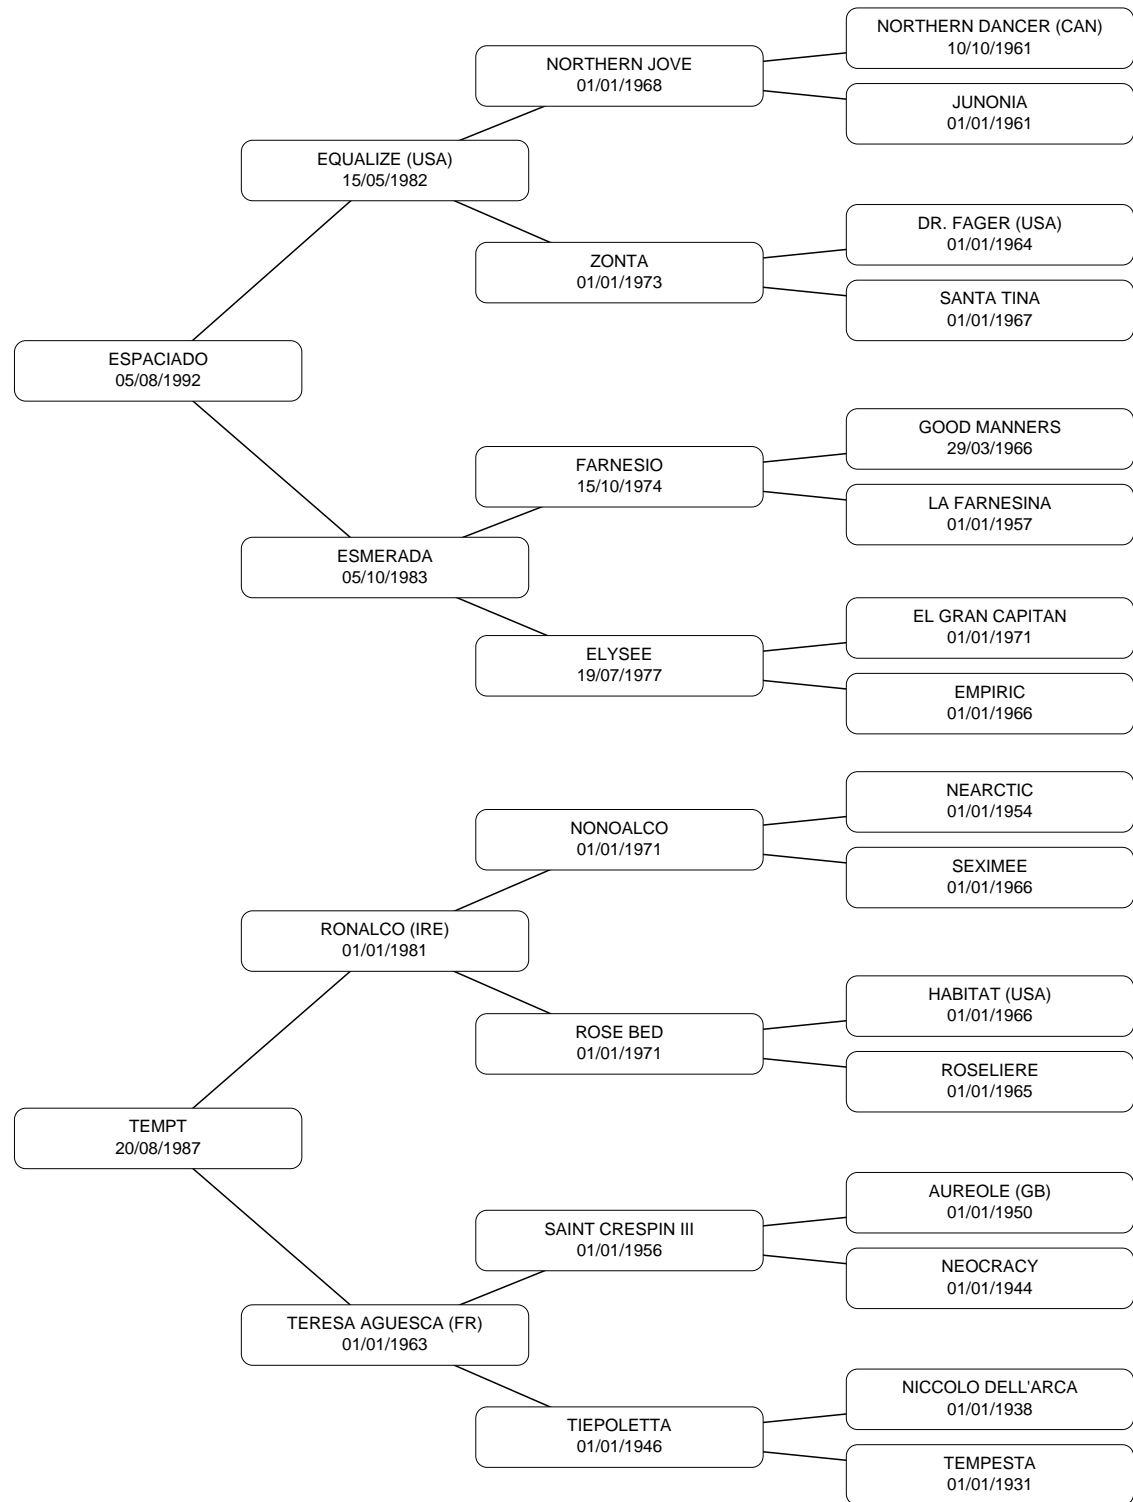 NORTHERN DANCER (CAN)
10/10/1961
NORTHERN JOVE
01/01/1968
JUNONIA
01/01/1961
EQUALIZE (USA)
15/05/1982
DR. FAGER (USA)
01/01/1964
ZONTA
01/01/1973
SANTA TINA
01/01/1967
ESPACIADO
05/08/1992
GOOD MANNERS
29/03/1966
FARNESIO
15/10/1974
LA FARNESINA
01/01/1957
ESMERADA
05/10/1983
EL GRAN CAPITAN
01/01/1971
ELYSEE
19/07/1977
EMPIRIC
01/01/1966
NEARCTIC
01/01/1954
NONOALCO
01/01/1971
SEXIMEE
01/01/1966
RONALCO (IRE)
01/01/1981
HABITAT (USA)
01/01/1966
ROSE BED
01/01/1971
ROSELIERE
01/01/1965
TEMPT
20/08/1987
AUREOLE (GB)
01/01/1950
SAINT CRESPIN III
01/01/1956
NEOCRACY
01/01/1944
TERESA AGUESCA (FR)
01/01/1963
NICCOLO DELL'ARCA
01/01/1938
TIEPOLETTA
01/01/1946
TEMPESTA
01/01/1931